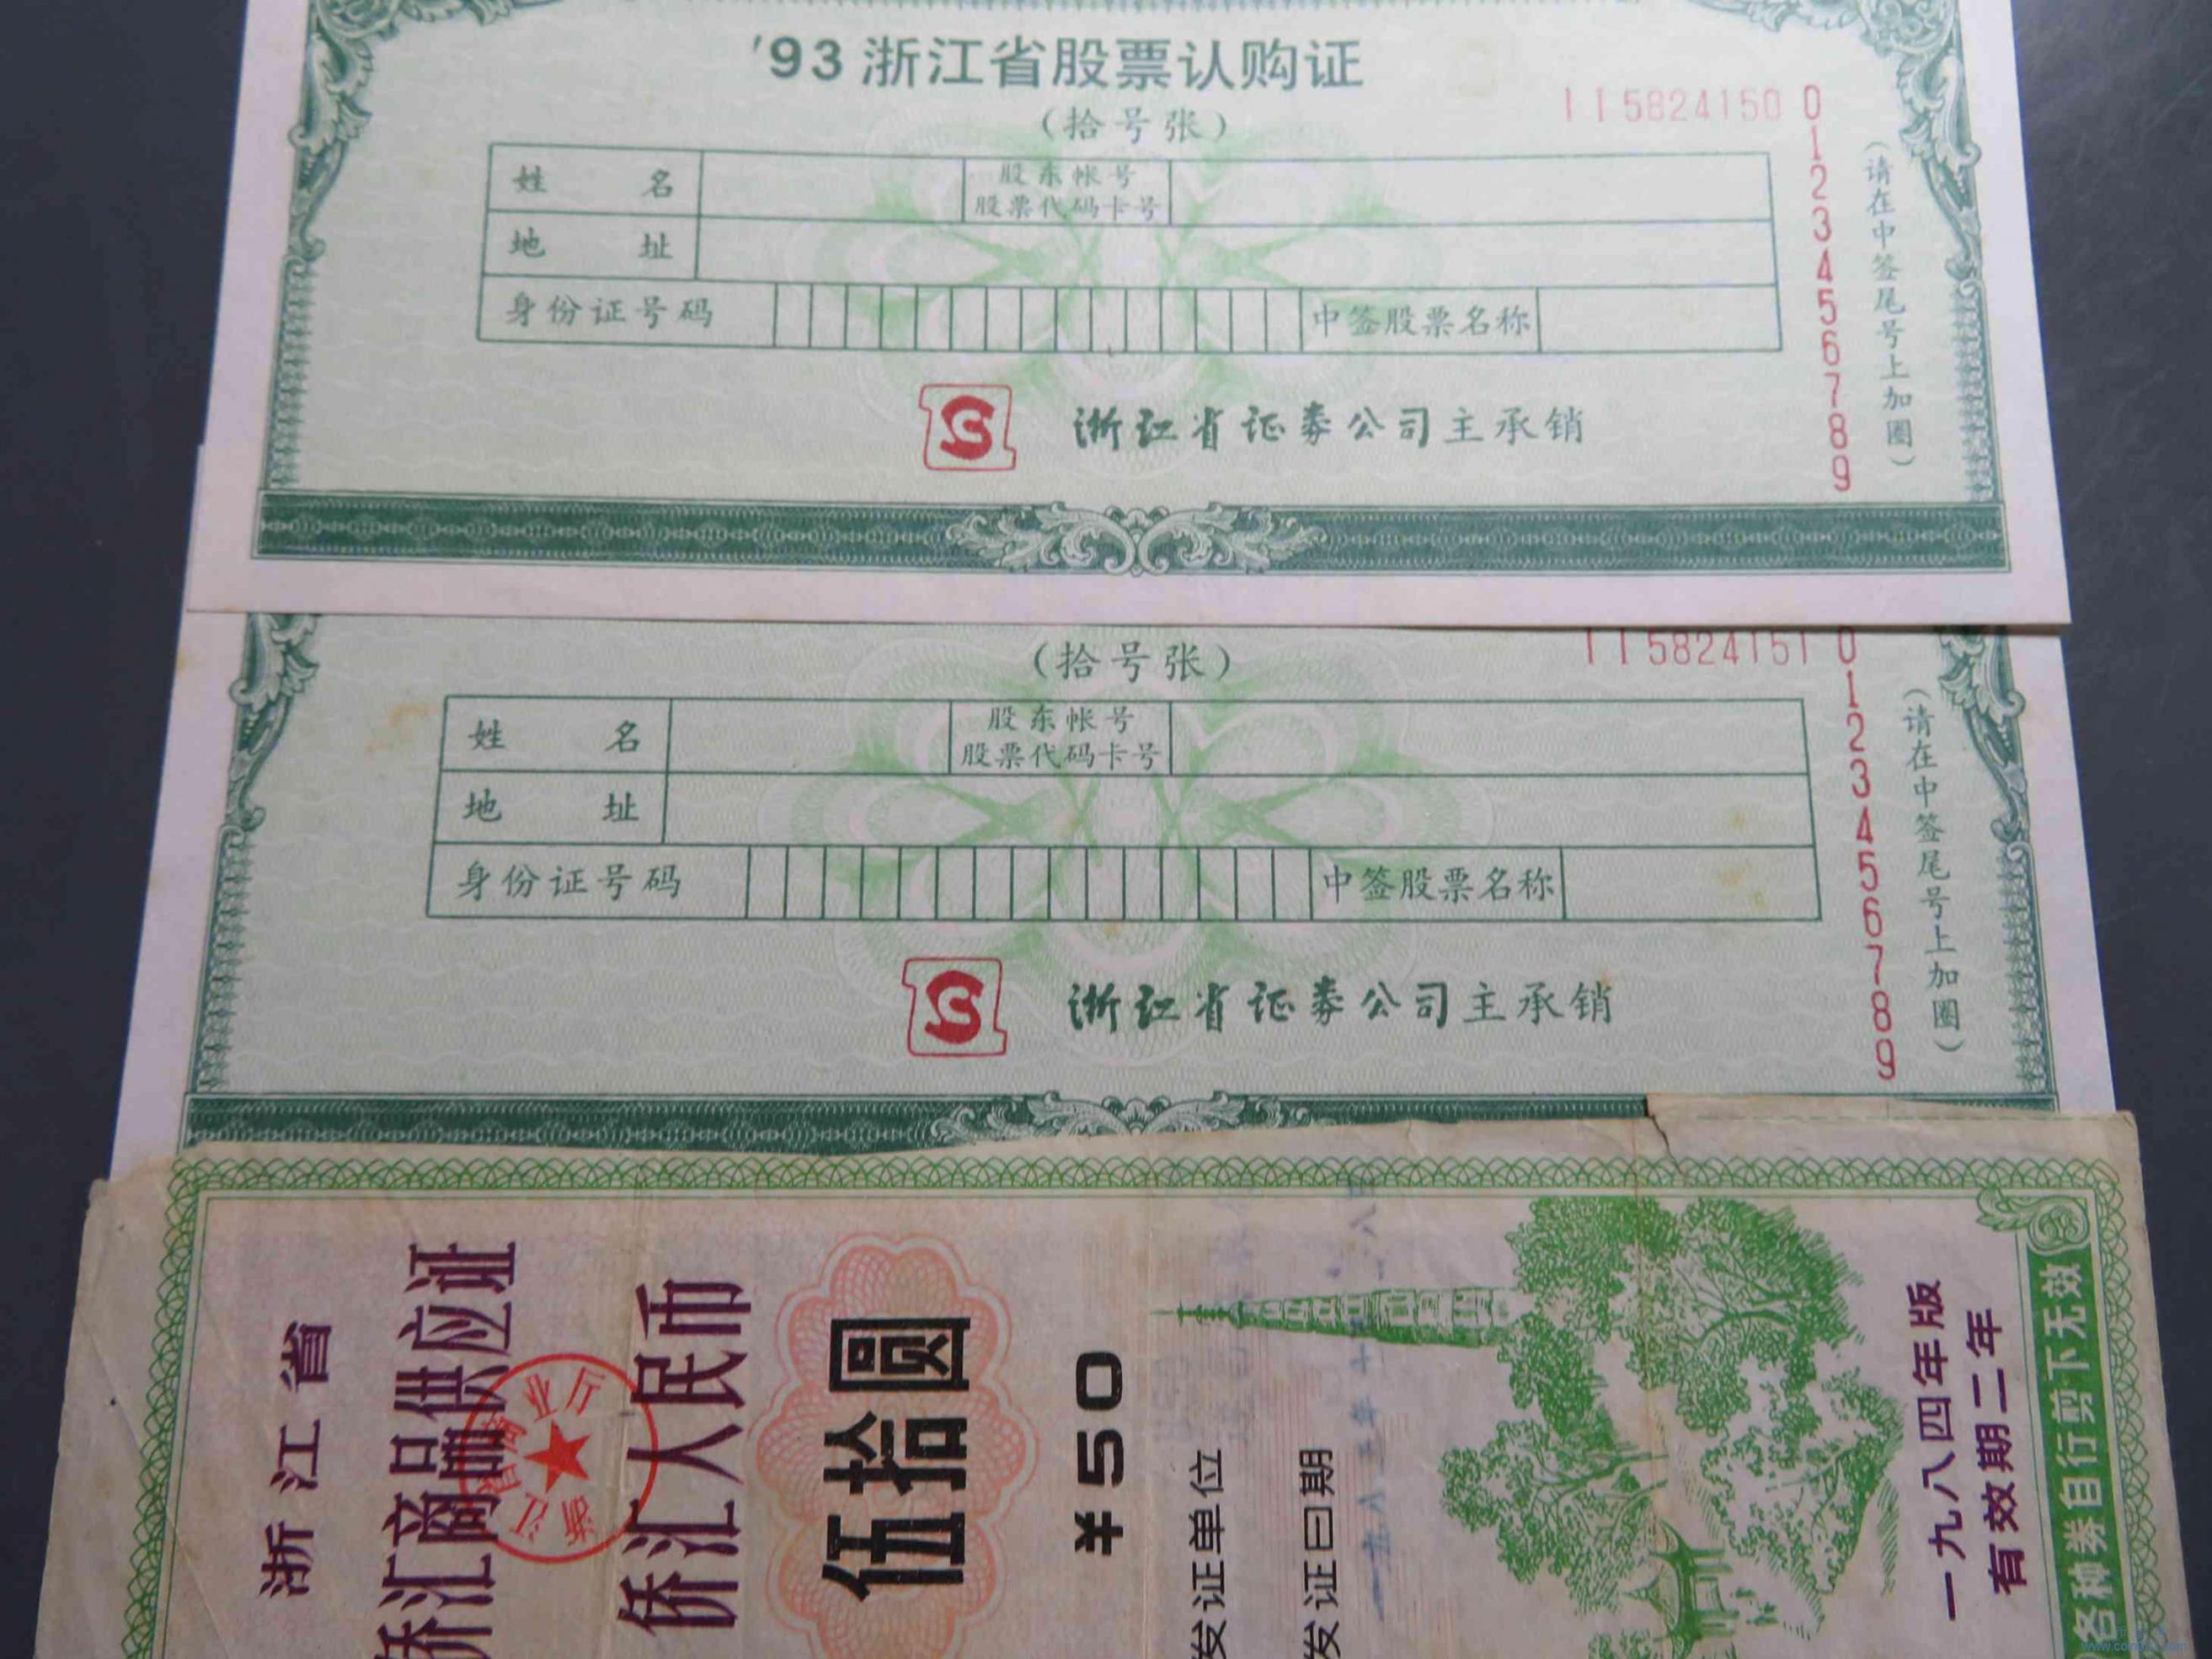 '93浙江省股票认购证
(拾号张)
115824150 0
1
2
3
4
5
6
7
8
9
(请在中签尾号上加圈)
姓 名
股东帐号
股票代码卡号
地 址
身份证号码
中签股票名称
浙江省证券公司主承销
(拾号张)
115824151 0
1
2
3
4
5
6
7
8
9
(请在中签尾号上加圈)
姓 名
股东帐号
股票代码卡号
地 址
身份证号码
中签股票名称
浙江省证券公司主承销
浙江省
侨汇商品供应证
侨汇人民币
伍拾圆
¥50
发证单位
发证日期
一九八四年版
有效期二年
各种券自行剪下无效